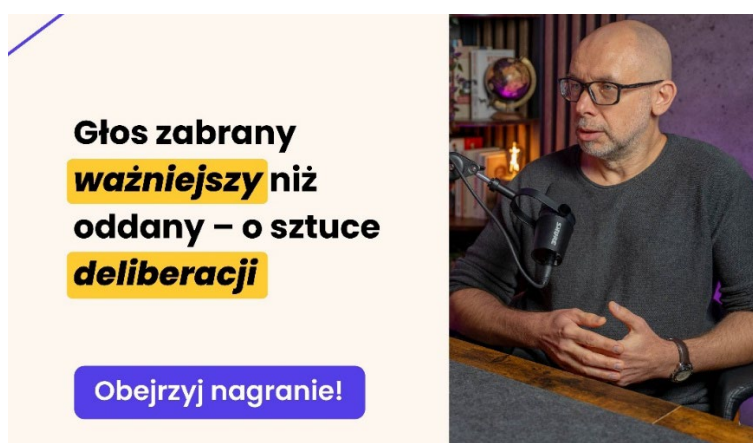 Głos zabrany
ważniejszy niż
oddany – o sztuce
deliberacji
Obejrzyj nagranie!